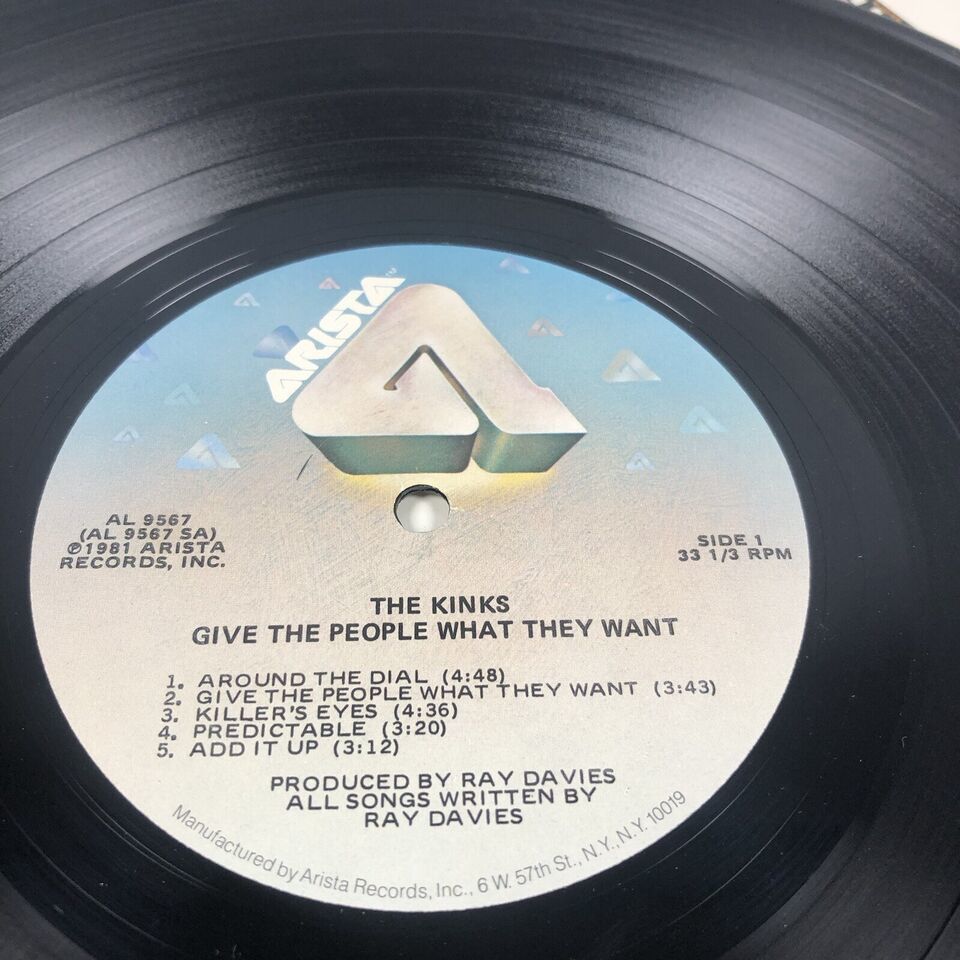 ARISTA™
AL 9567
(AL 9567 SA)
℗1981 ARISTA
RECORDS, INC.
SIDE 1
33 1/3 RPM
THE KINKS
GIVE THE PEOPLE WHAT THEY WANT
1. AROUND THE DIAL (4:48)
2. GIVE THE PEOPLE WHAT THEY WANT (3:43)
3. KILLER'S EYES (4:36)
4. PREDICTABLE (3:20)
5. ADD IT UP (3:12)
PRODUCED BY RAY DAVIES
ALL SONGS WRITTEN BY
RAY DAVIES
Manufactured by Arista Records, Inc., 6 W. 57th St., N.Y., N.Y. 10019